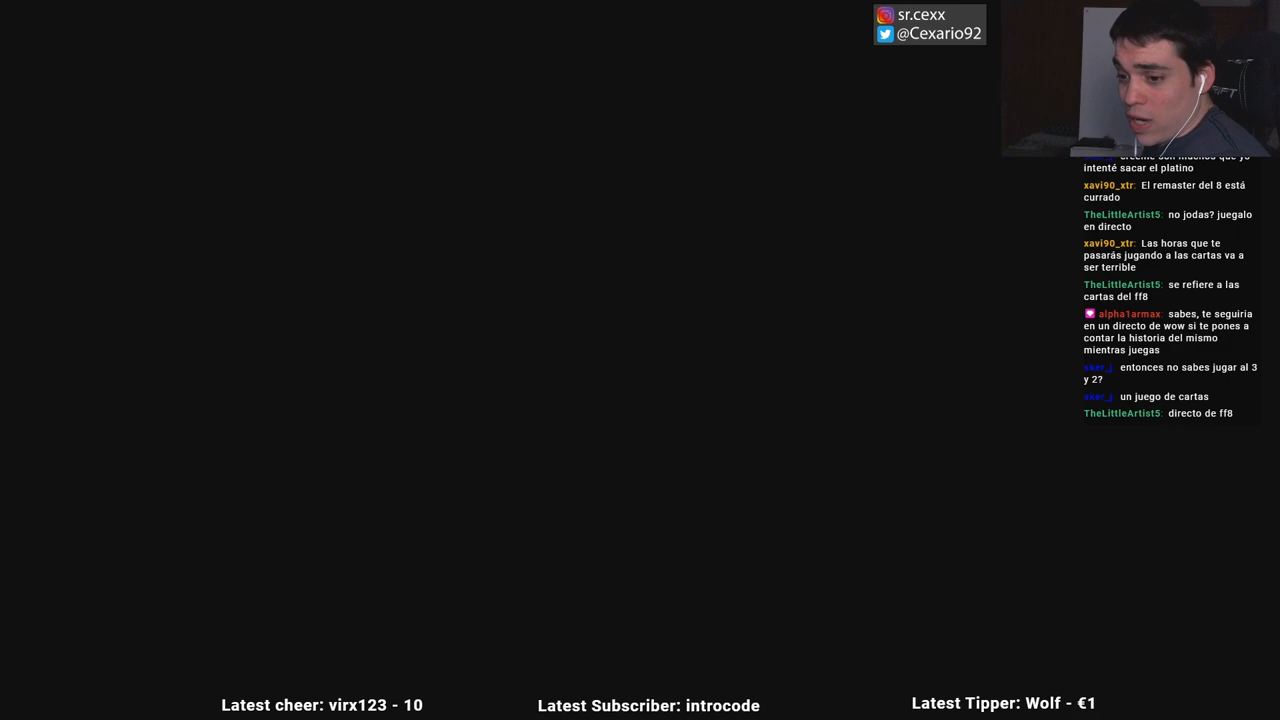 sr.cexx
@Cexario92
intenté sacar el platino
xavi90_xtr: El remaster del 8 está
currado
TheLittleArtist5: no jodas? juegalo
en directo
xavi90_xtr: Las horas que te
pasarás jugando a las cartas va a
ser terrible
TheLittleArtist5: se refiere a las
cartas del ff8
alpha1armax: sabes, te seguiria
en un directo de wow si te pones a
contar la historia del mismo
mientras juegas
entonces no sabes jugar al 3
y 2?
un juego de cartas
TheLittleArtist5: directo de ff8
Latest cheer: virx123 - 10
Latest Subscriber: introcode
Latest Tipper: Wolf - €1